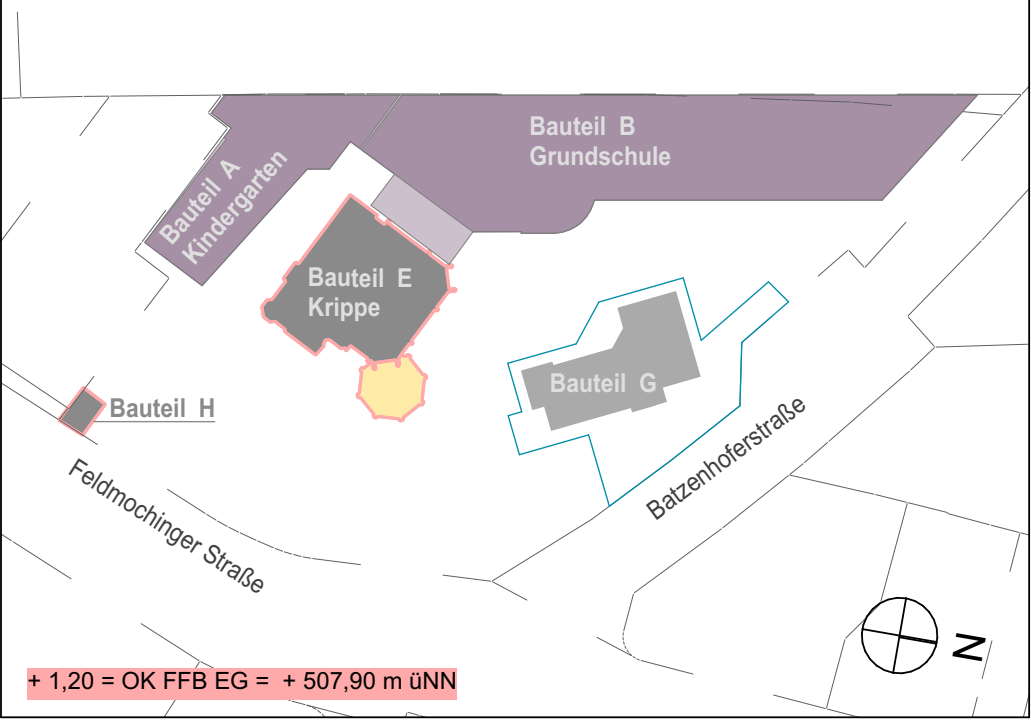 Bauteil B
Grundschule
Bauteil A
Kindergarten
Bauteil E
Krippe
Bauteil G
Bauteil H
Batzenhoferstraße
Feldmochinger Straße
N
+ 1,20 = OK FFB EG = + 507,90 m üNN